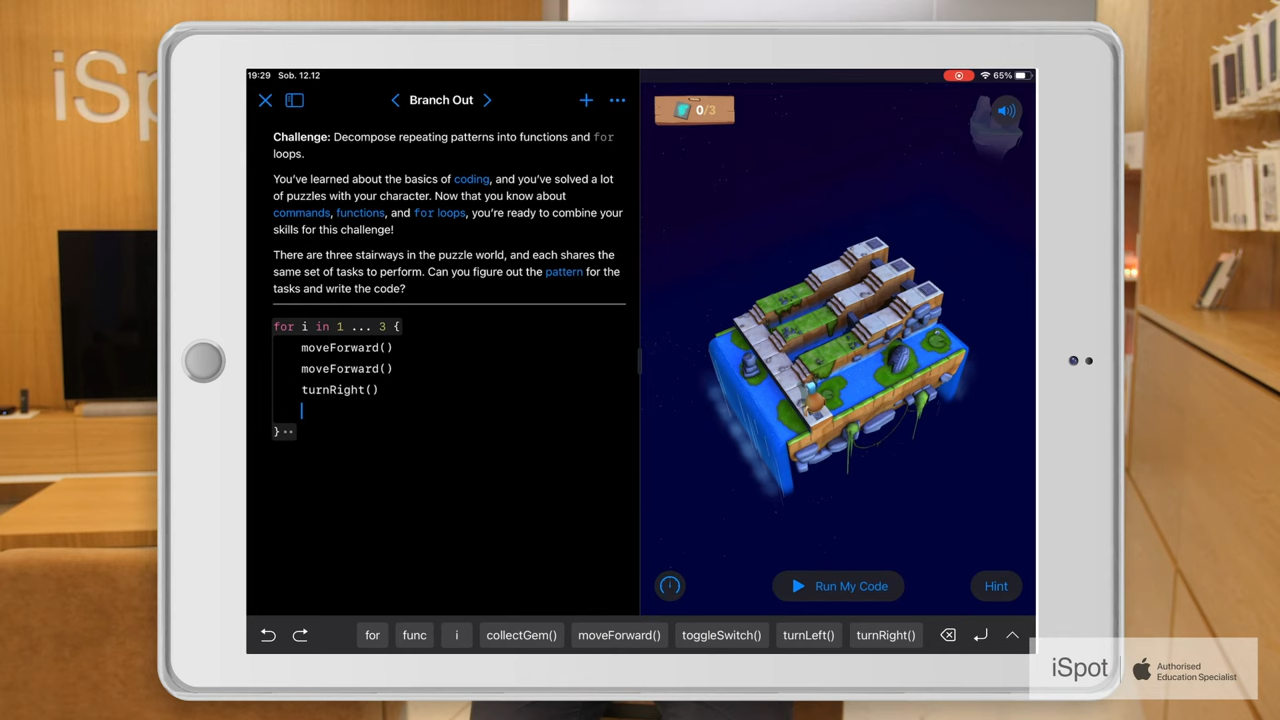 iSp
19:29 Sob. 12.12
65%
Branch Out
0/3
Challenge: Decompose repeating patterns into functions and for
loops.
You've learned about the basics of coding, and you've solved a lot
of puzzles with your character. Now that you know about
commands, functions, and for loops, you're ready to combine your
skills for this challenge!
There are three stairways in the puzzle world, and each shares the
same set of tasks to perform. Can you figure out the pattern for the
tasks and write the code?
for i in 1 ... 3 {
moveForward()
moveForward()
turnRight()
}
Run My Code
Hint
for func i collectGem() moveForward() toggleSwitch() turnLeft() turnRight()
iSpot
Authorised
Education Specialist